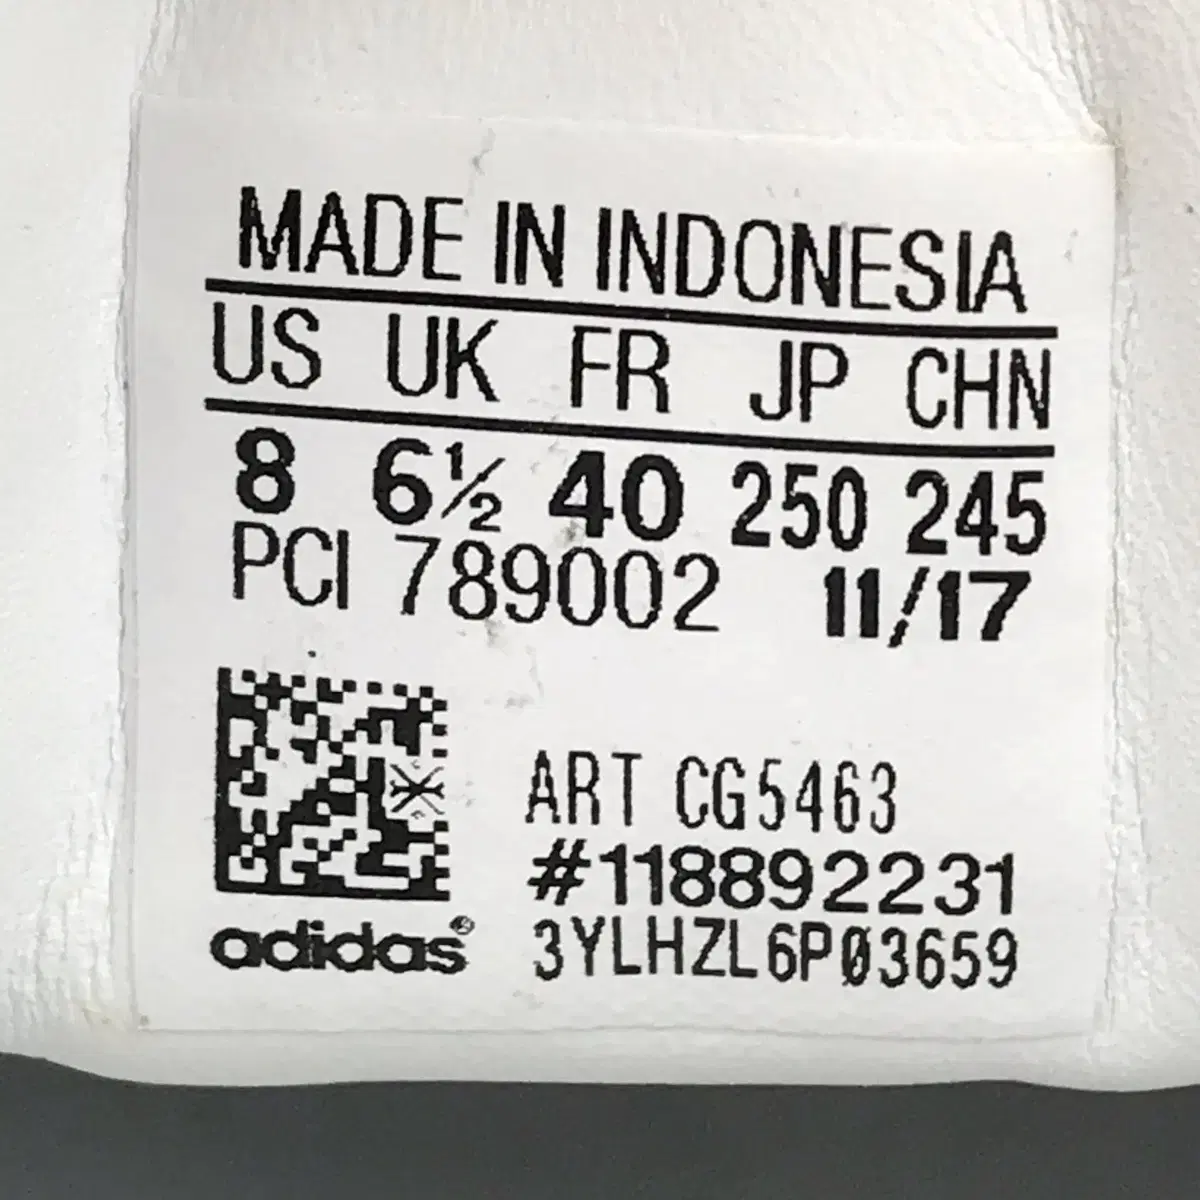 MADE IN INDONESIA
US UK FR JP CHN
8 6½ 40 250 245
PCI 789002 11/17
ART CG5463
#118892231
adidas® 3YLHZL6P03659